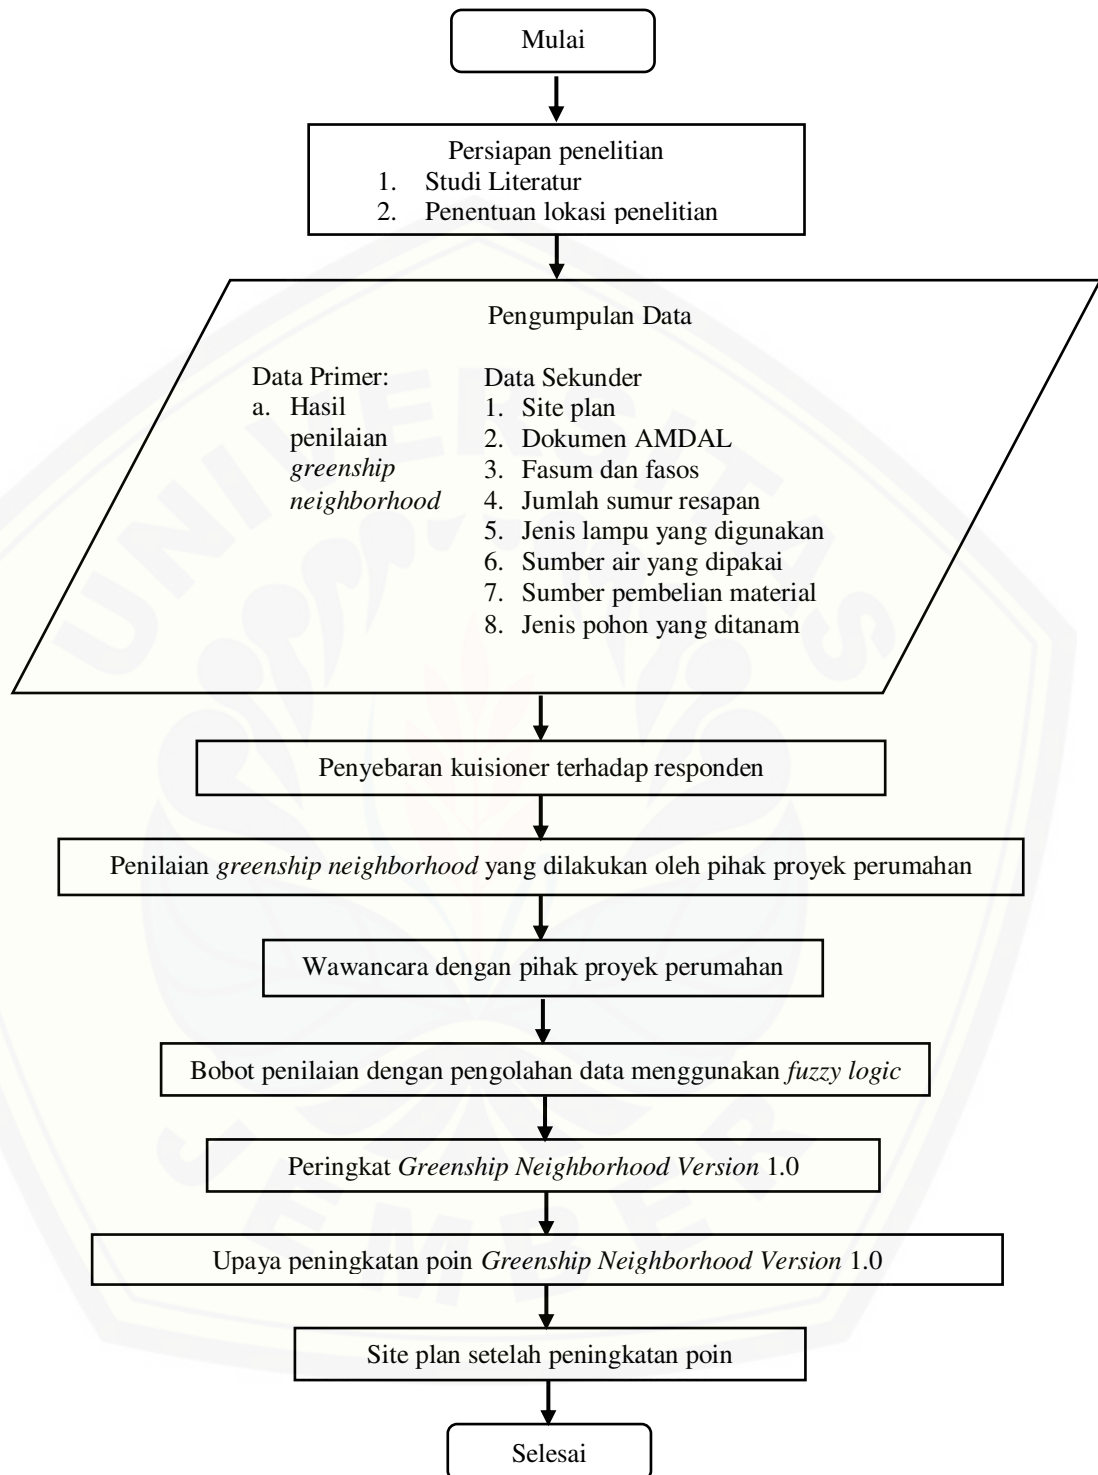 Mulai
Persiapan penelitian
1. Studi Literatur
2. Penentuan lokasi penelitian
Pengumpulan Data
Data Primer:
a. Hasil
penilaian
greenship
neighborhood
Data Sekunder
1. Site plan
2. Dokumen AMDAL
3. Fasum dan fasos
4. Jumlah sumur resapan
5. Jenis lampu yang digunakan
6. Sumber air yang dipakai
7. Sumber pembelian material
8. Jenis pohon yang ditanam
Penyebaran kuisioner terhadap responden
Penilaian greenship neighborhood yang dilakukan oleh pihak proyek perumahan
Wawancara dengan pihak proyek perumahan
Bobot penilaian dengan pengolahan data menggunakan fuzzy logic
Peringkat Greenship Neighborhood Version 1.0
Upaya peningkatan poin Greenship Neighborhood Version 1.0
Site plan setelah peningkatan poin
Selesai
UNIVERSITAS
JEMBER